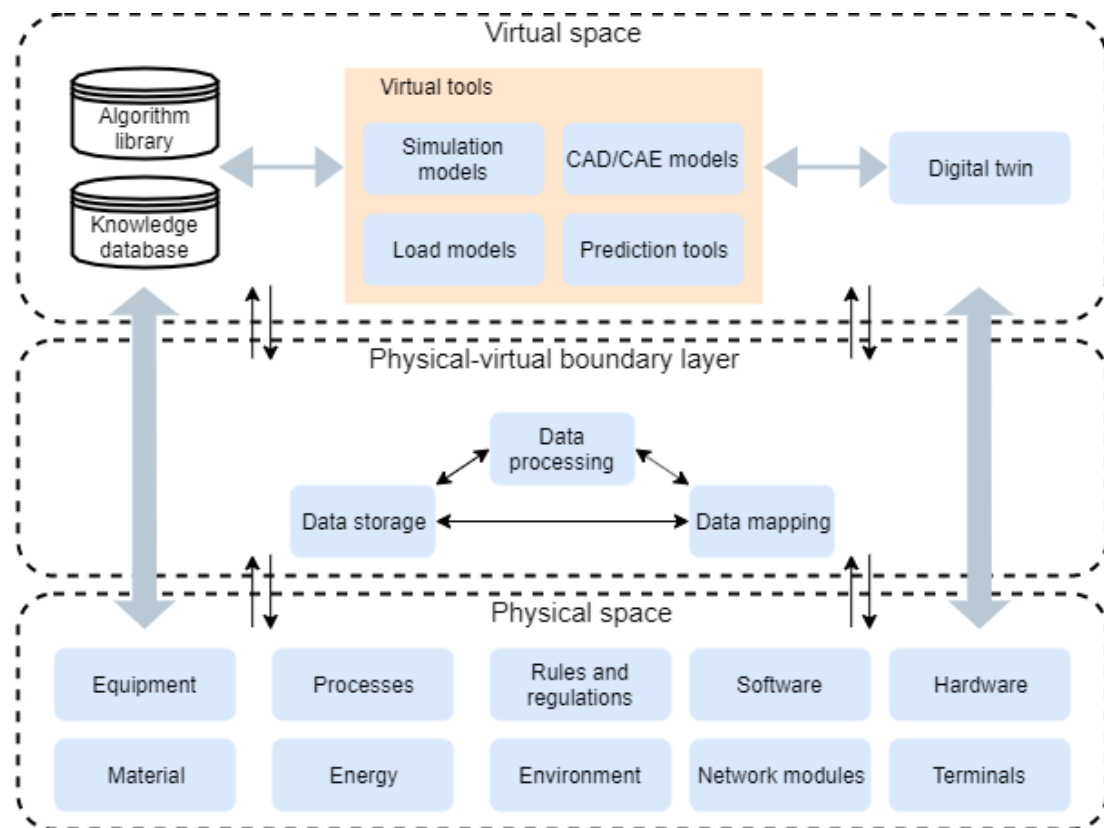 Virtual space
Algorithm
library
Knowledge
database
Virtual tools
Simulation
models
CAD/CAE models
Load models
Prediction tools
Digital twin
Physical-virtual boundary layer
Data
processing
Data storage
Data mapping
Physical space
Equipment
Processes
Rules and
regulations
Software
Hardware
Material
Energy
Environment
Network modules
Terminals